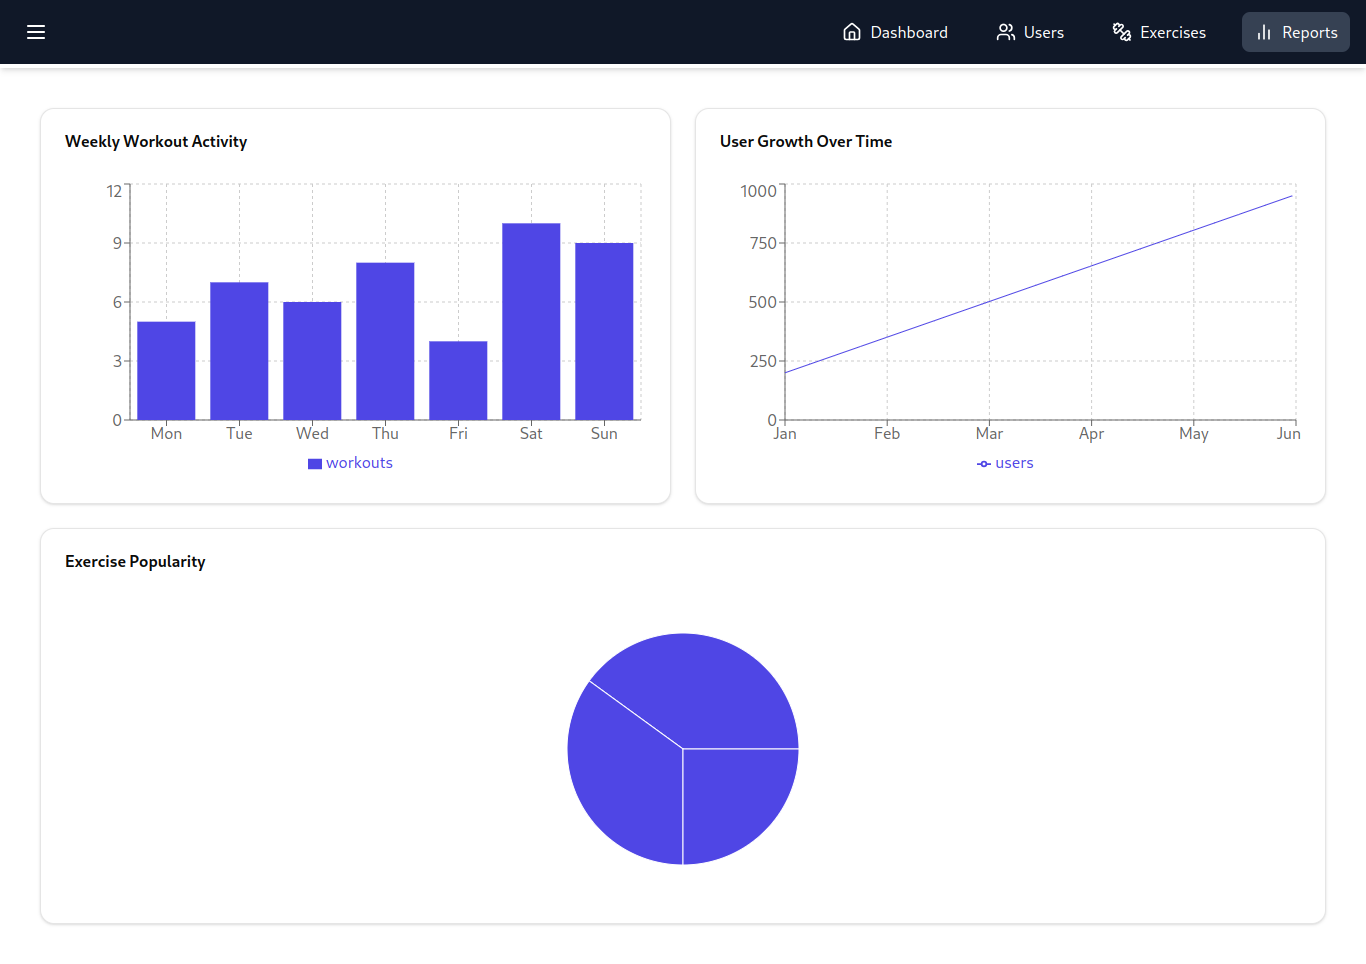 Dashboard
Users
Exercises
Reports
Weekly Workout Activity
12
9
6
3
0
Mon Tue Wed Thu Fri Sat Sun
workouts
User Growth Over Time
1000
750
500
250
0
Jan Feb Mar Apr May Jun
users
Exercise Popularity